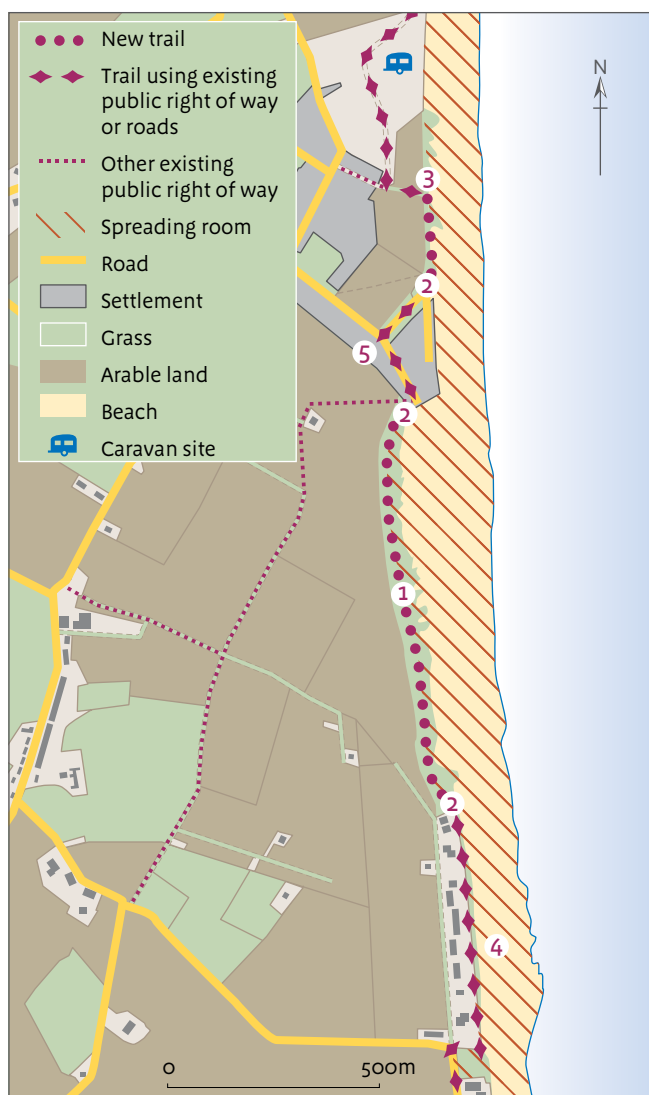 New trail
Trail using existing
public right of way
or roads
Other existing
public right of way
Spreading room
Road
Settlement
Grass
Arable land
Beach
Caravan site
N
3
2
5
2
1
2
4
0 500m